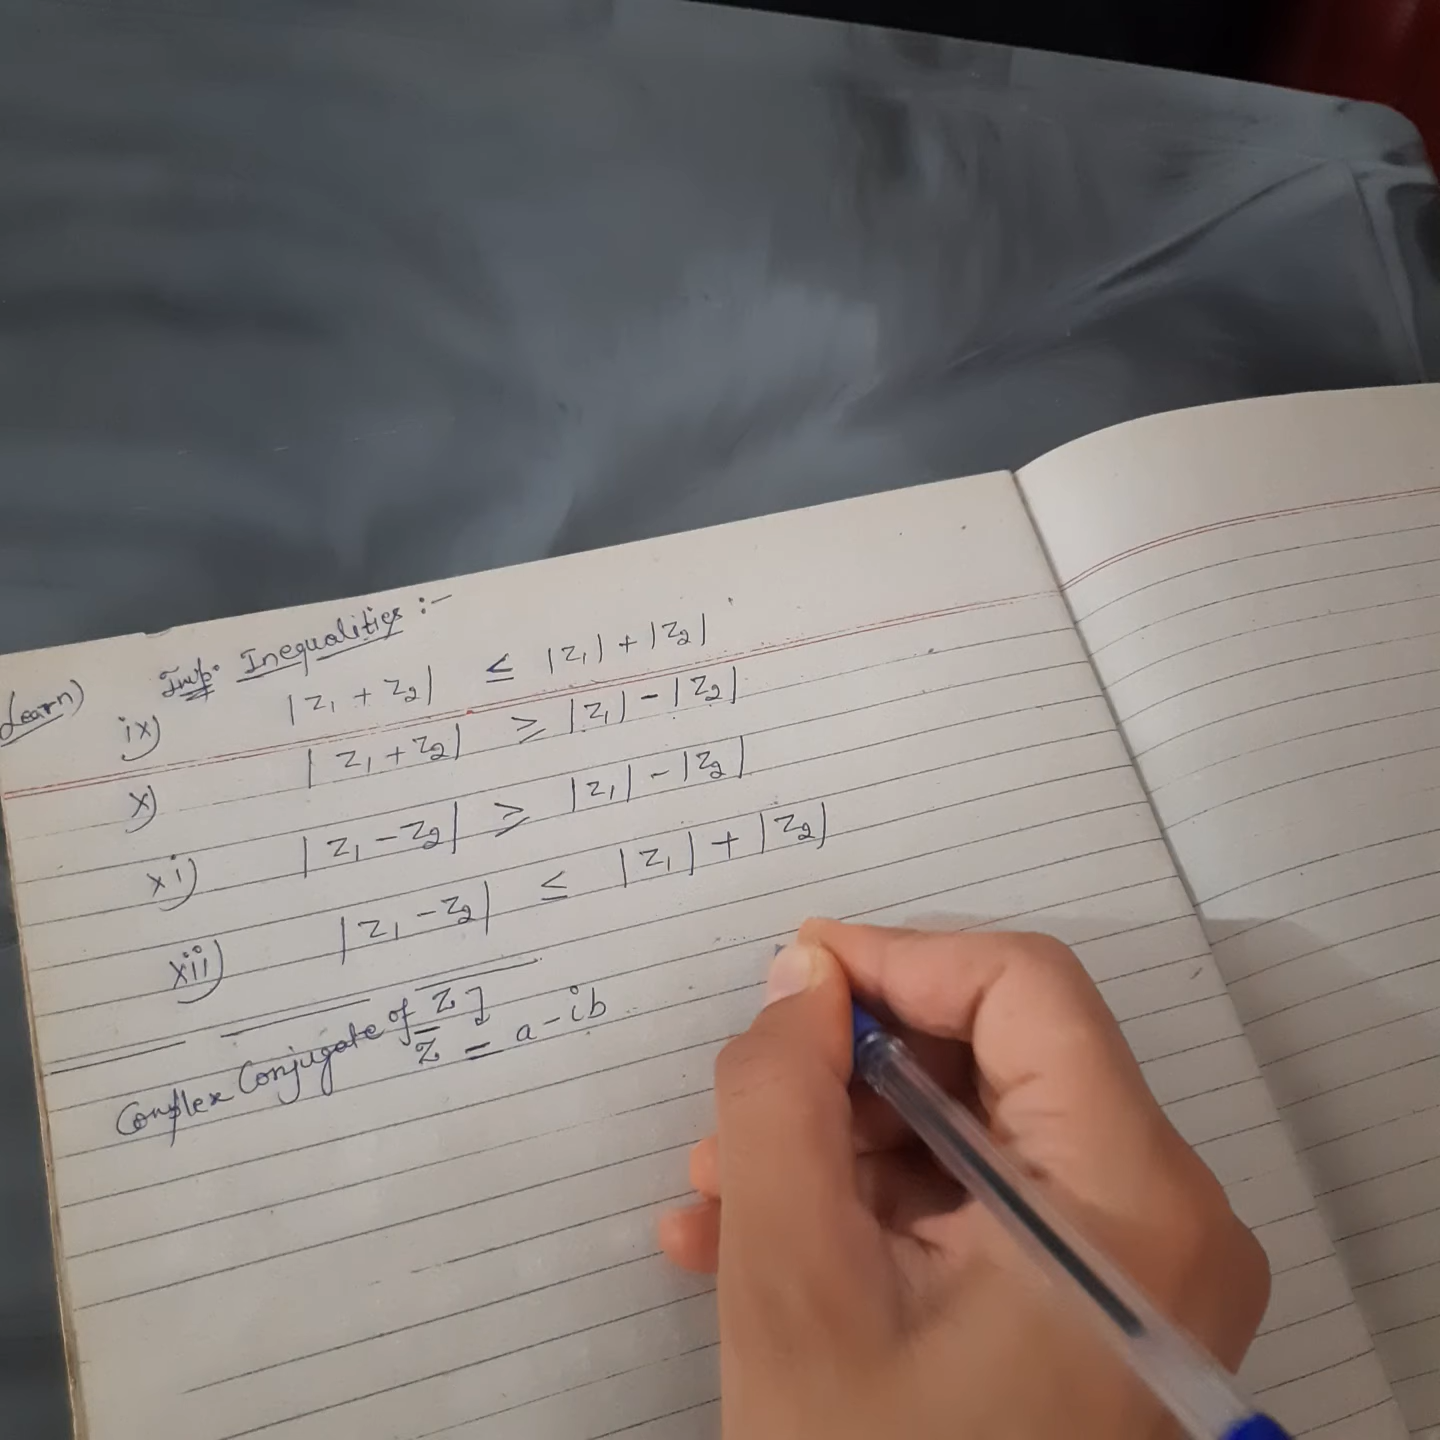 Learn) Imp. Inequalities :-
ix) |z₁ + z₂| ≤ |z₁| + |z₂|
x) |z₁ + z₂| ≥ |z₁| - |z₂|
xi) |z₁ - z₂| ≥ |z₁| - |z₂|
xii) |z₁ - z₂| ≤ |z₁| + |z₂|
Complex Conjugate of z]
z̄ = a - ib